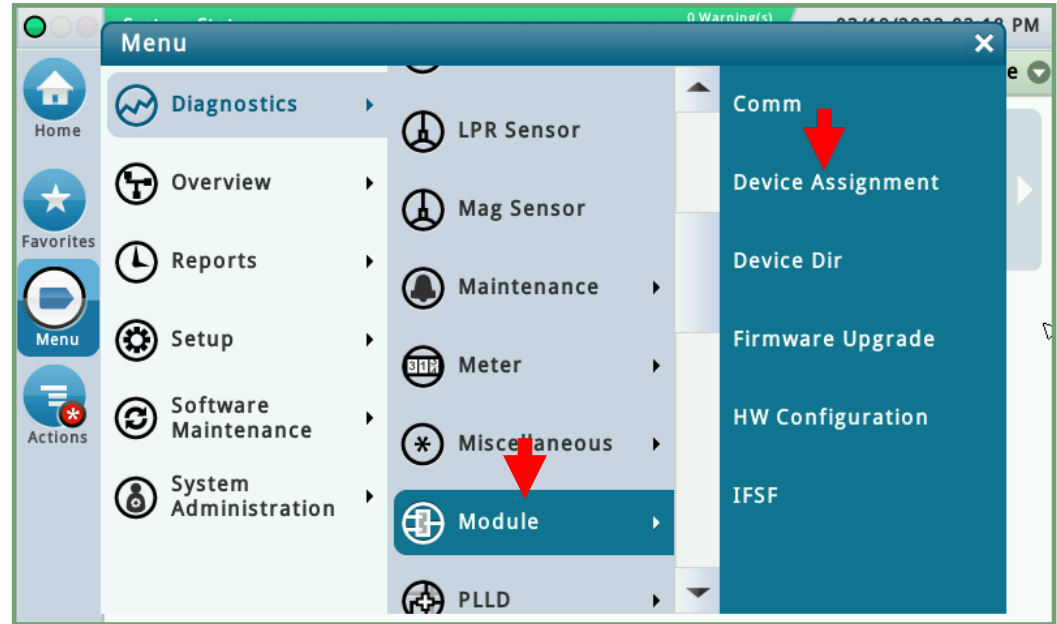 0 Warning(s)
PM
Menu
e
Home
Favorites
Menu
Actions
Diagnostics
Overview
Reports
Setup
Software
Maintenance
System
Administration
LPR Sensor
Mag Sensor
Maintenance
Meter
Miscellaneous
Module
PLLD
Comm
Device Assignment
Device Dir
Firmware Upgrade
HW Configuration
IFSF